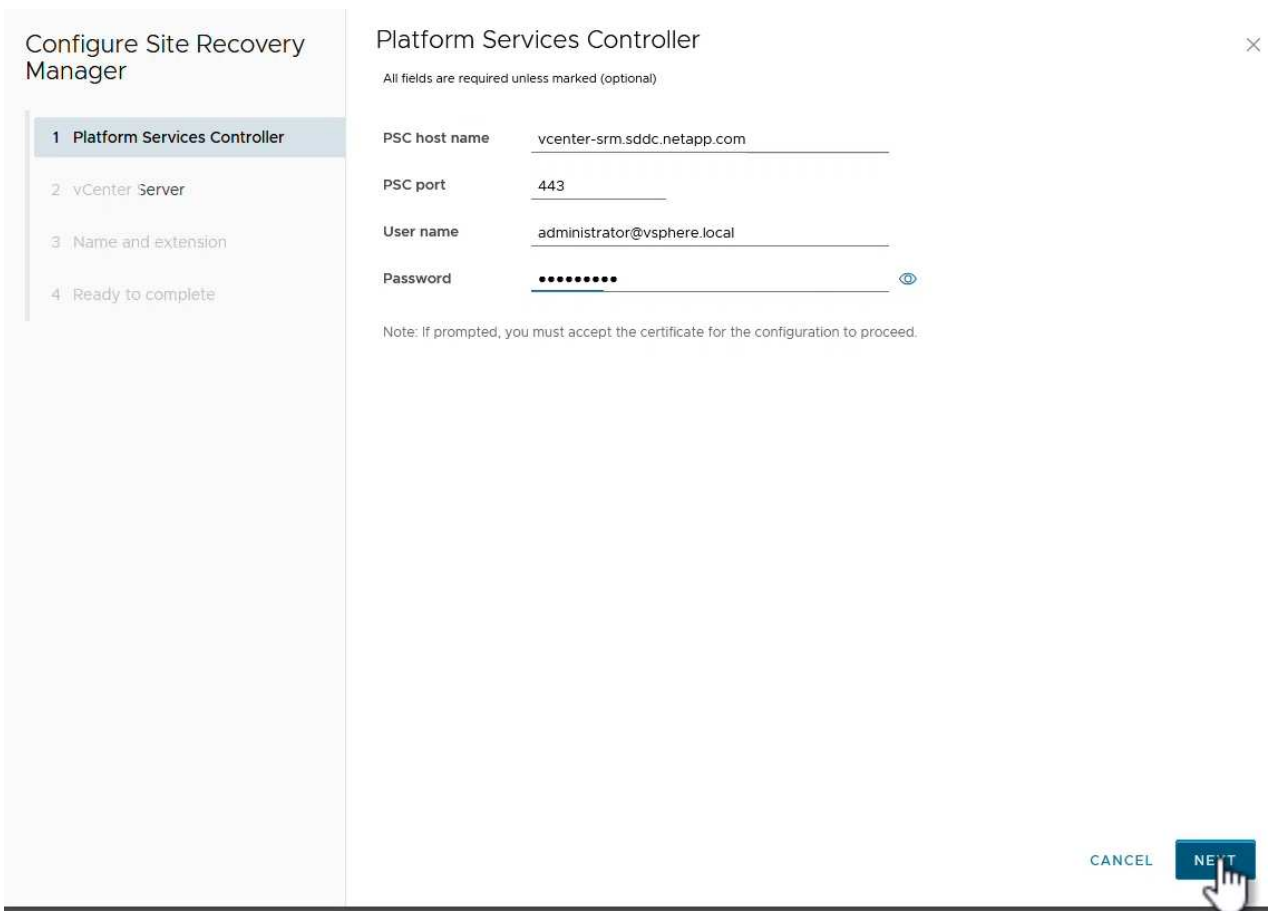 Configure Site Recovery
Manager
1 Platform Services Controller
2 vCenter Server
3 Name and extension
4 Ready to complete
Platform Services Controller
All fields are required unless marked (optional)
PSC host name vcenter-srm.sddc.netapp.com
PSC port 443
User name administrator@vsphere.local
Password •••••••••
Note: If prompted, you must accept the certificate for the configuration to proceed.
CANCEL NEXT